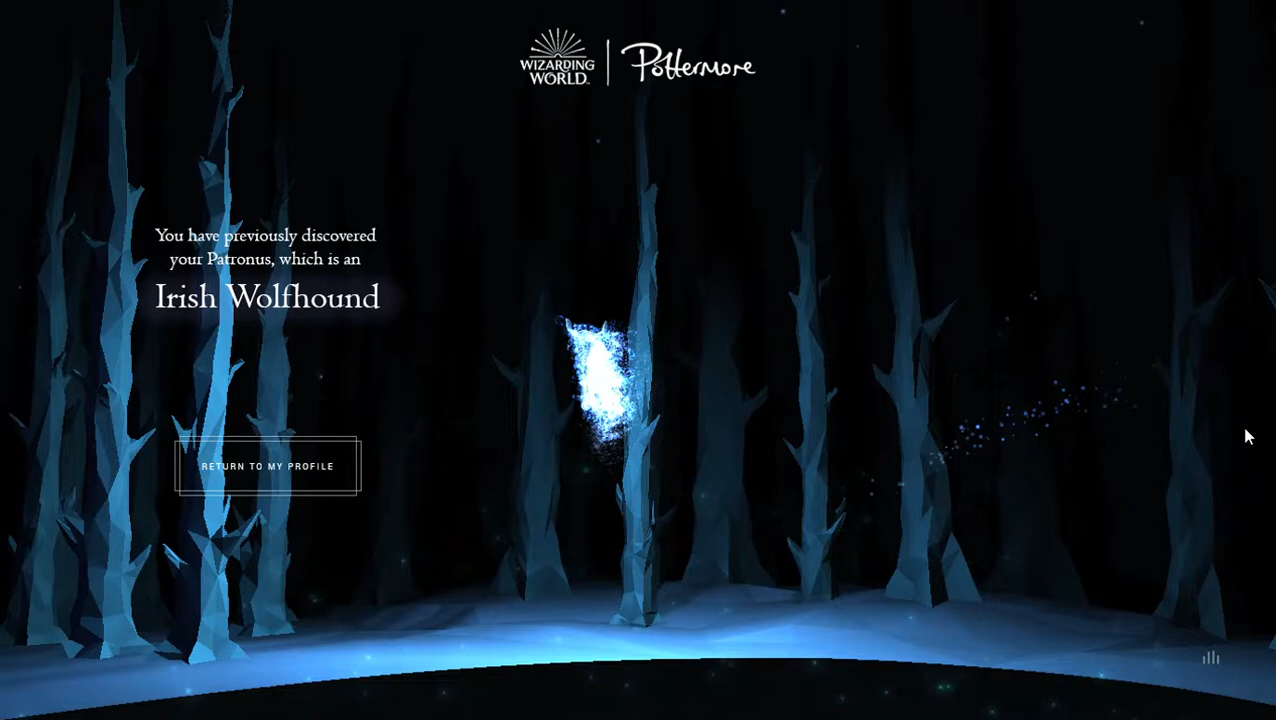 WIZARDING
WORLD
Pottermore
You have previously discovered
your Patronus, which is an
Irish Wolfhound
RETURN TO MY PROFILE